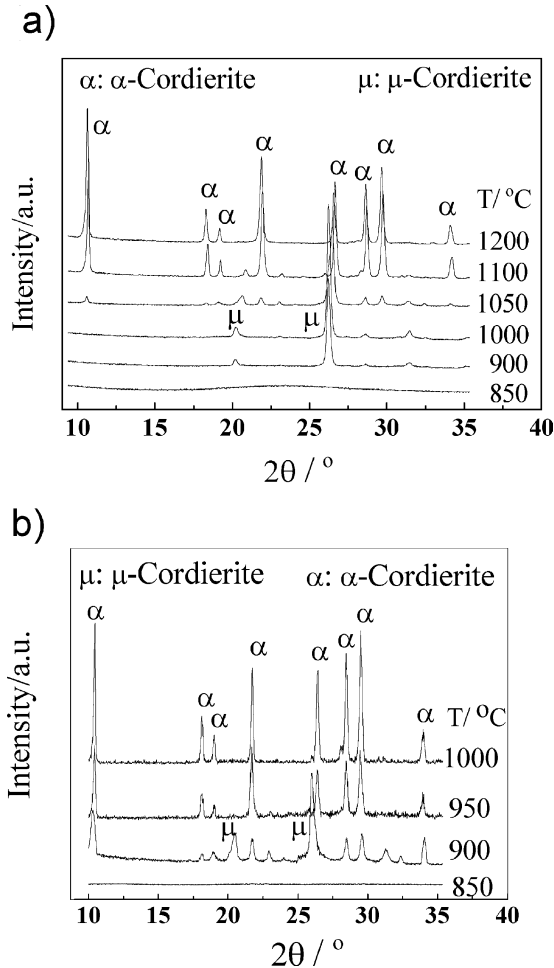 a)
α: α-Cordierite μ: μ-Cordierite
α
α
α
α
α
α
α
α
T/ °C
1200
1100
1050
μ μ
1000
900
850
Intensity/a.u.
10 15 20 25 30 35 40
2θ / °
b)
μ: μ-Cordierite α: α-Cordierite
α
α
α
α
α
α
α
α
T/ °C
1000
950
μ μ
900
850
Intensity/a.u.
10 15 20 25 30 35 40
2θ / °